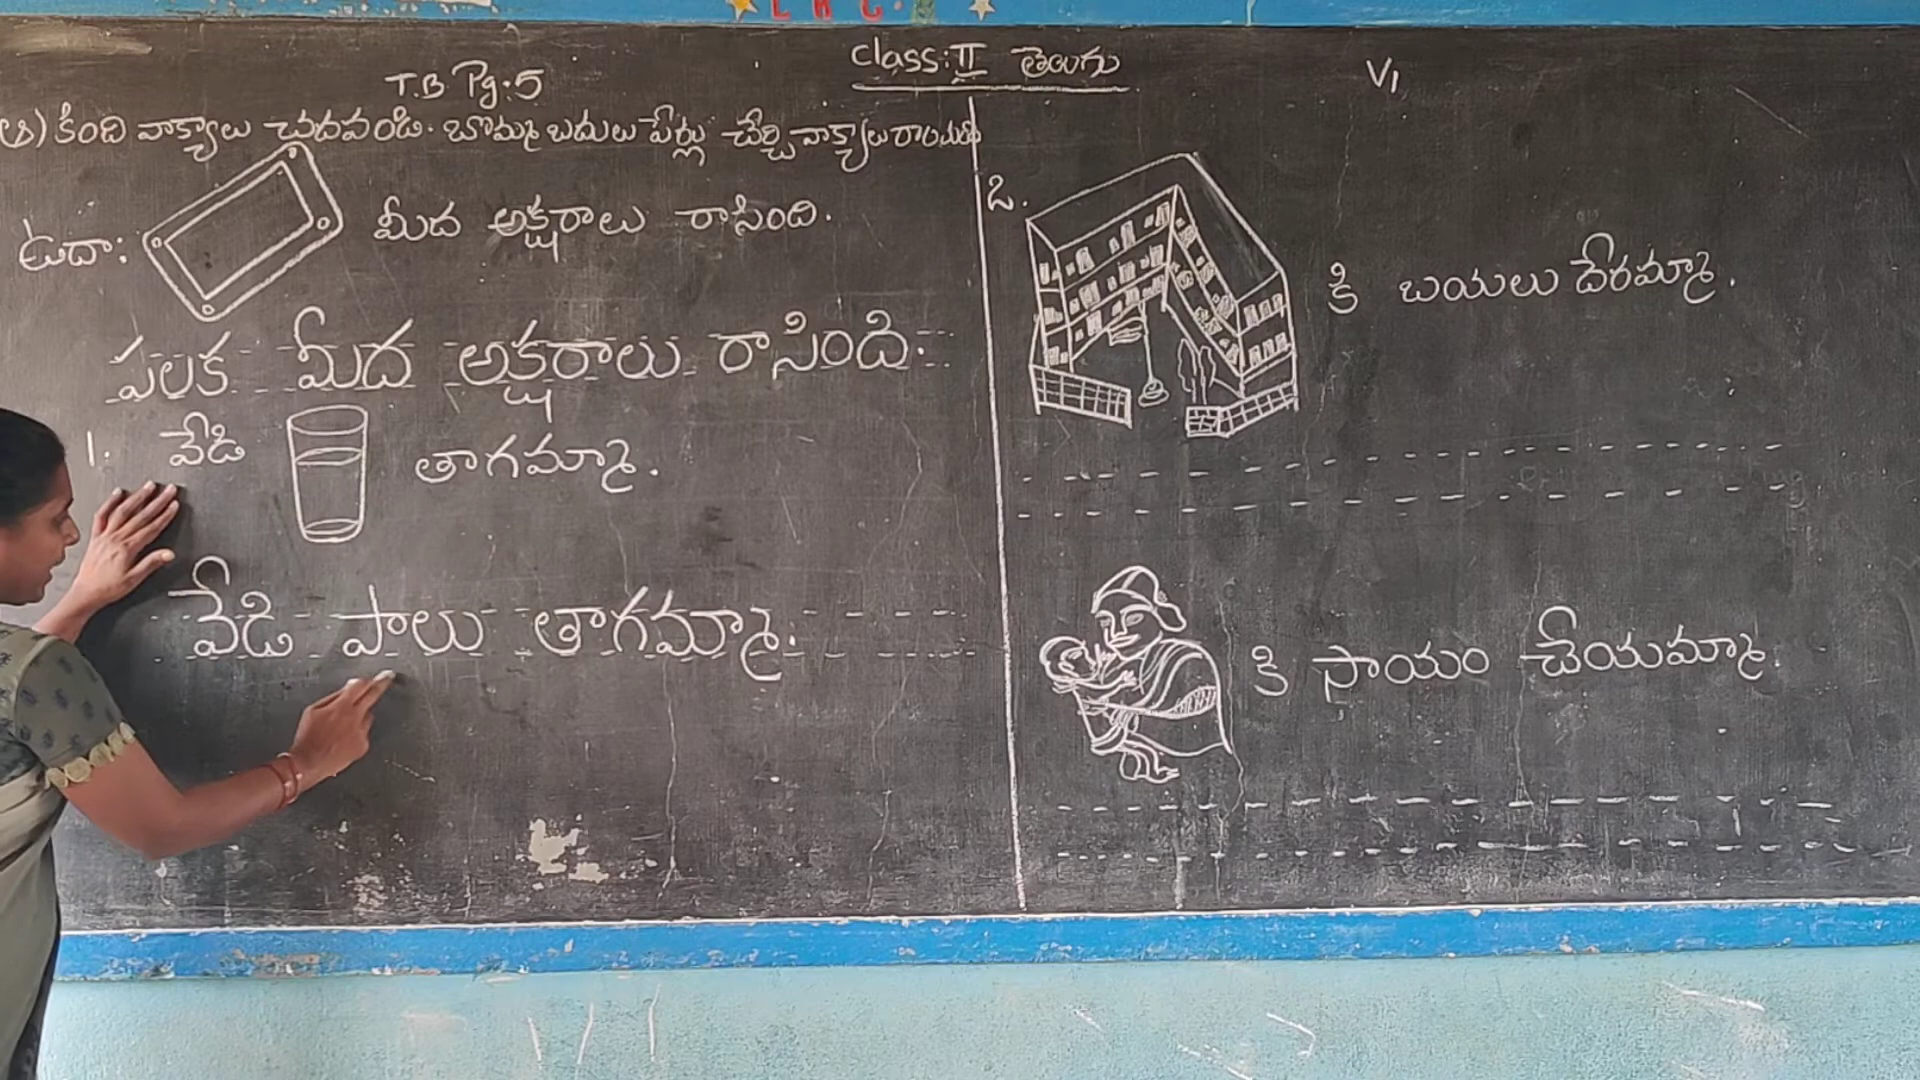 Class: II తెలుగు
T.B Pg.5
V1
అ) కింది వాక్యాలు చదవండి. బొమ్మ బదులు పేర్లు చేర్చి వాక్యాలు రాయండి
ఉదా: మీద అక్షరాలు రాసింది.
పలక మీద అక్షరాలు రాసింది.
1. వేడి తాగమ్మా.
వేడి పాలు తాగమ్మా.
2. కి బయలు దేరమ్మా.
కి సాయం చేయమ్మా.